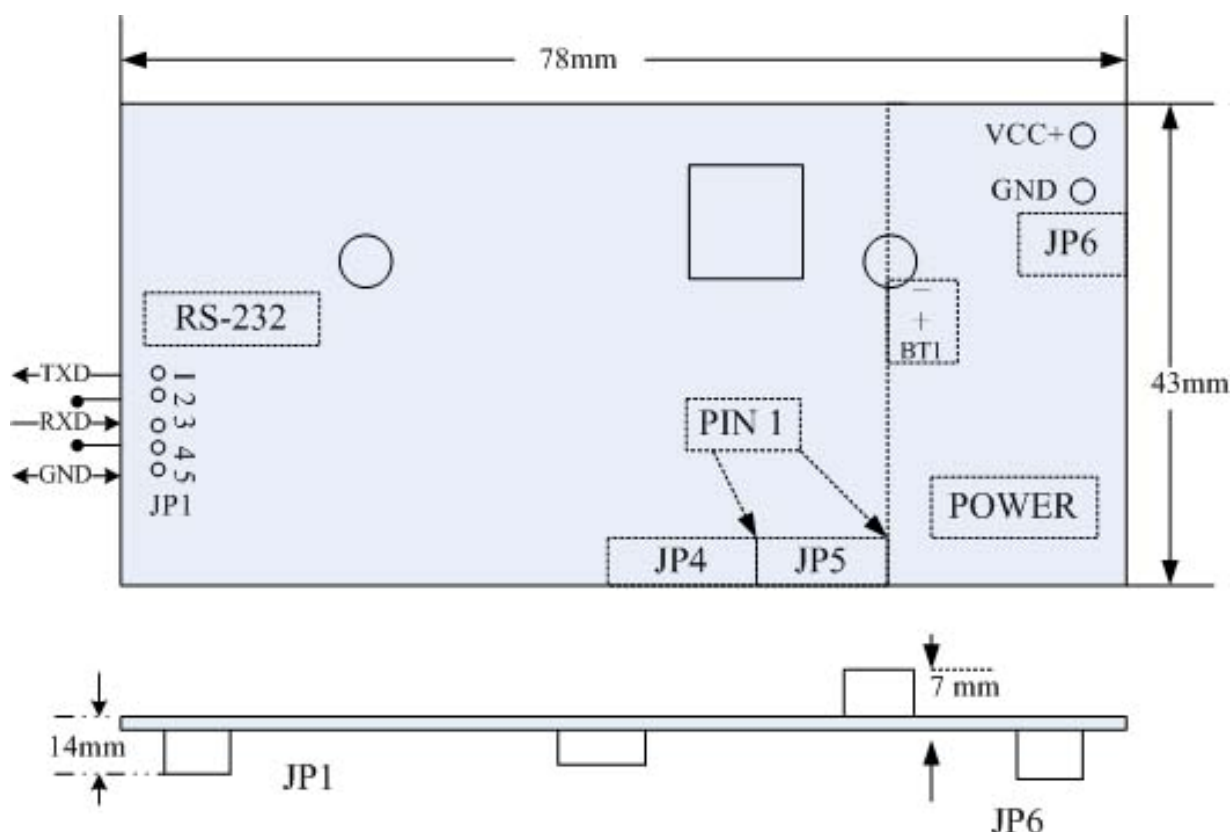 78mm
VCC+
GND
JP6
RS-232
–
+
BT1
TXD
1
2
RXD
3
4
GND
5
JP1
43mm
PIN 1
POWER
JP4
JP5
7 mm
14mm
JP1
JP6